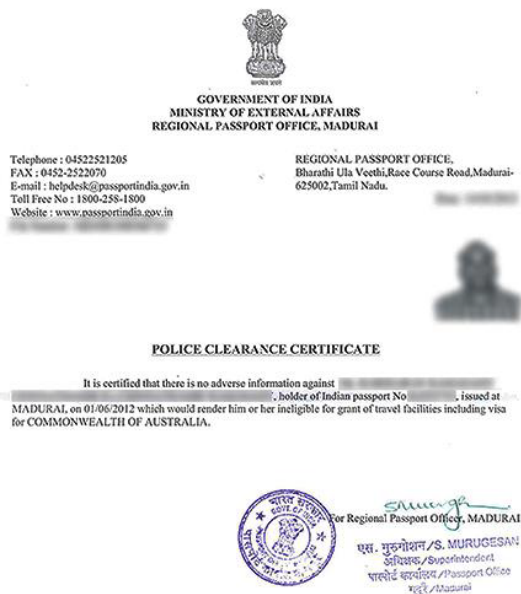 सत्यमेव जयते
GOVERNMENT OF INDIA
MINISTRY OF EXTERNAL AFFAIRS
REGIONAL PASSPORT OFFICE, MADURAI
Telephone : 04522521205
FAX : 0452-2522070
E-mail : helpdesk@passportindia.gov.in
Toll Free No : 1800-258-1800
Website : www.passportindia.gov.in
REGIONAL PASSPORT OFFICE,
Bharathi Ula Veethi,Race Course Road,Madurai-
625002,Tamil Nadu.
POLICE CLEARANCE CERTIFICATE
It is certified that there is no adverse information against
, holder of Indian passport No , issued at
MADURAI, on 01/06/2012 which would render him or her ineligible for grant of travel facilities including visa
for COMMONWEALTH OF AUSTRALIA.
For Regional Passport Officer, MADURAI
भारत सरकार
GOVT. OF INDIA
एस. मुरुगेशन/S. MURUGESAN
अधीक्षक/Superintendent
पासपोर्ट कार्यालय/Passport Office
मदुरै/Madurai